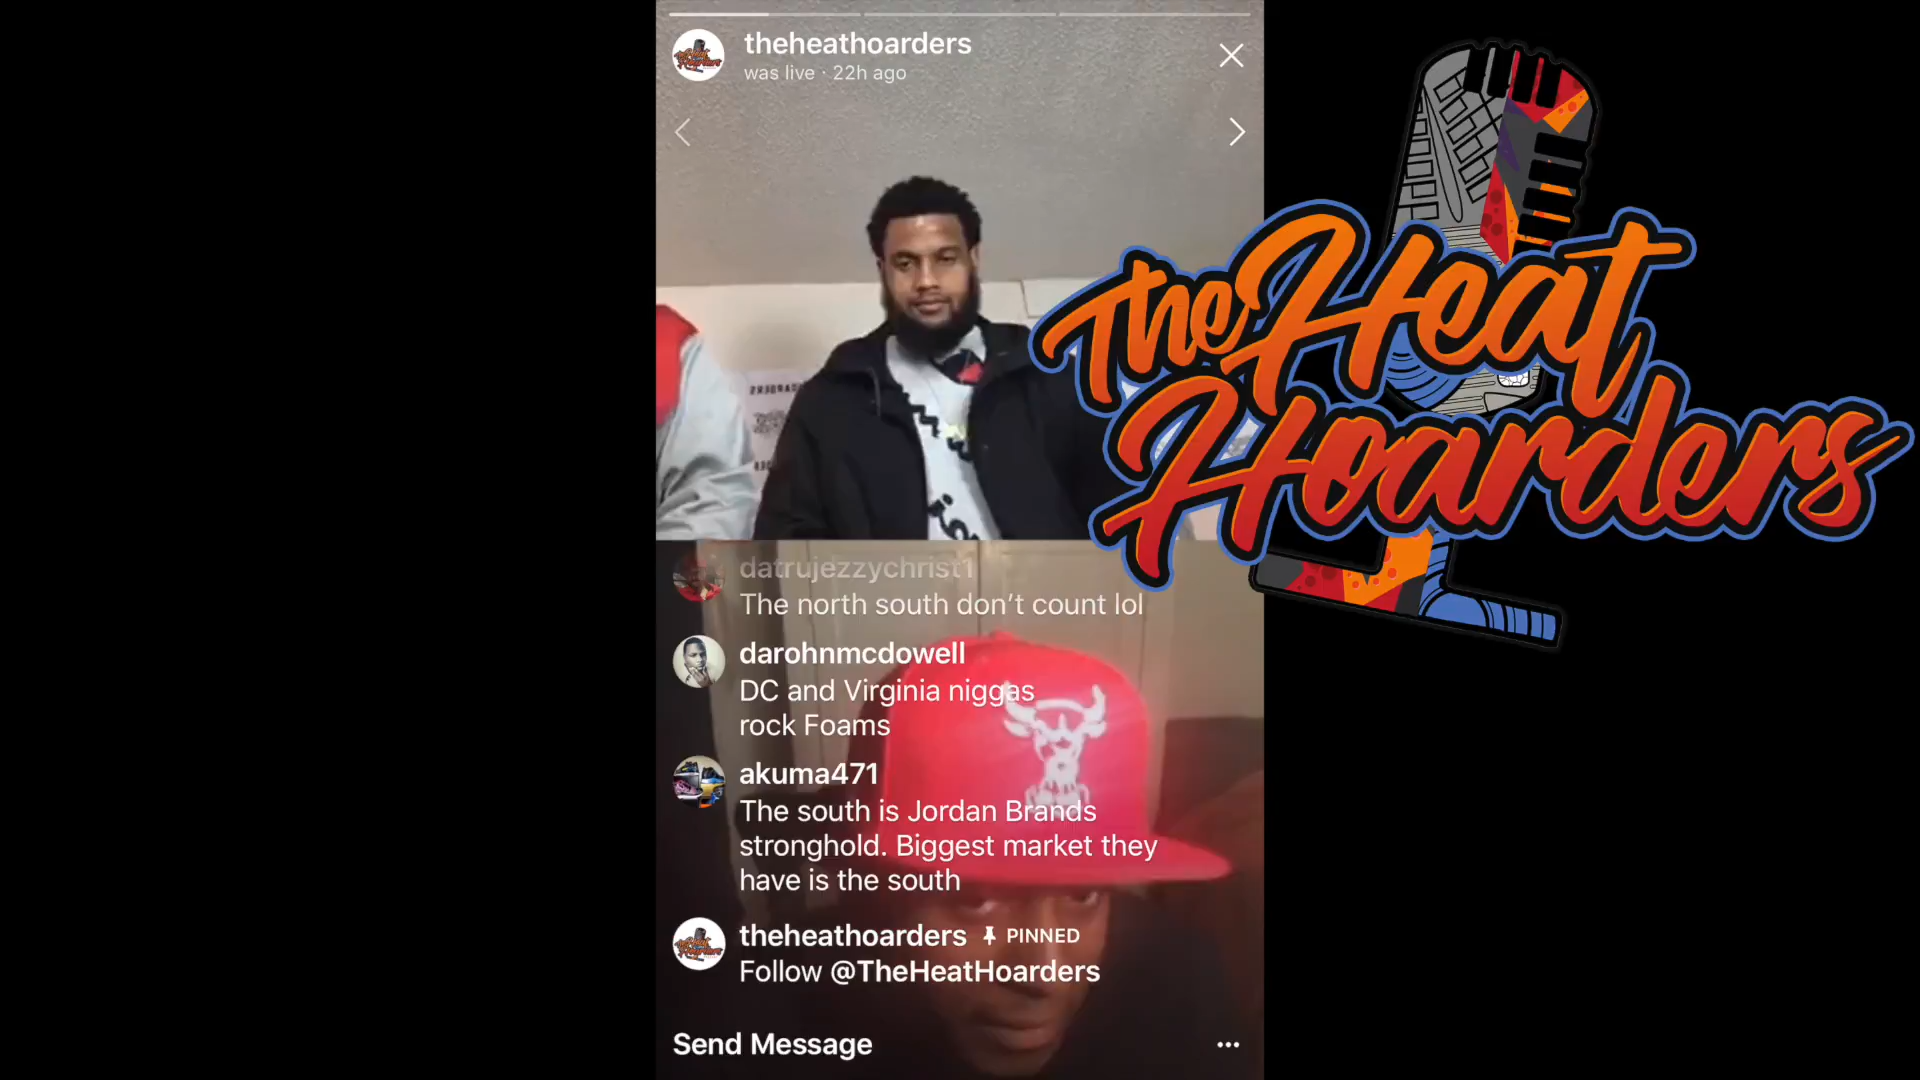 theheathoarders
was live · 22h ago
The Heat
Hoarders
datrujezzychrist1
The north south don’t count lol
darohnmcdowell
DC and Virginia niggas
rock Foams
akuma471
The south is Jordan Brands
stronghold. Biggest market they
have is the south
theheathoarders PINNED
Follow @TheHeatHoarders
Send Message